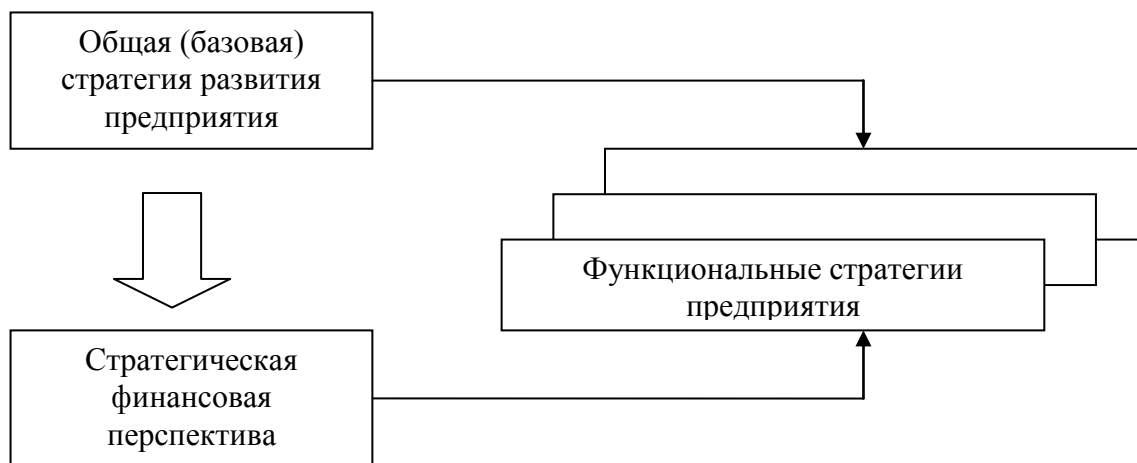 Общая (базовая)
стратегия развития
предприятия
Функциональные стратегии
предприятия
Стратегическая
финансовая
перспектива